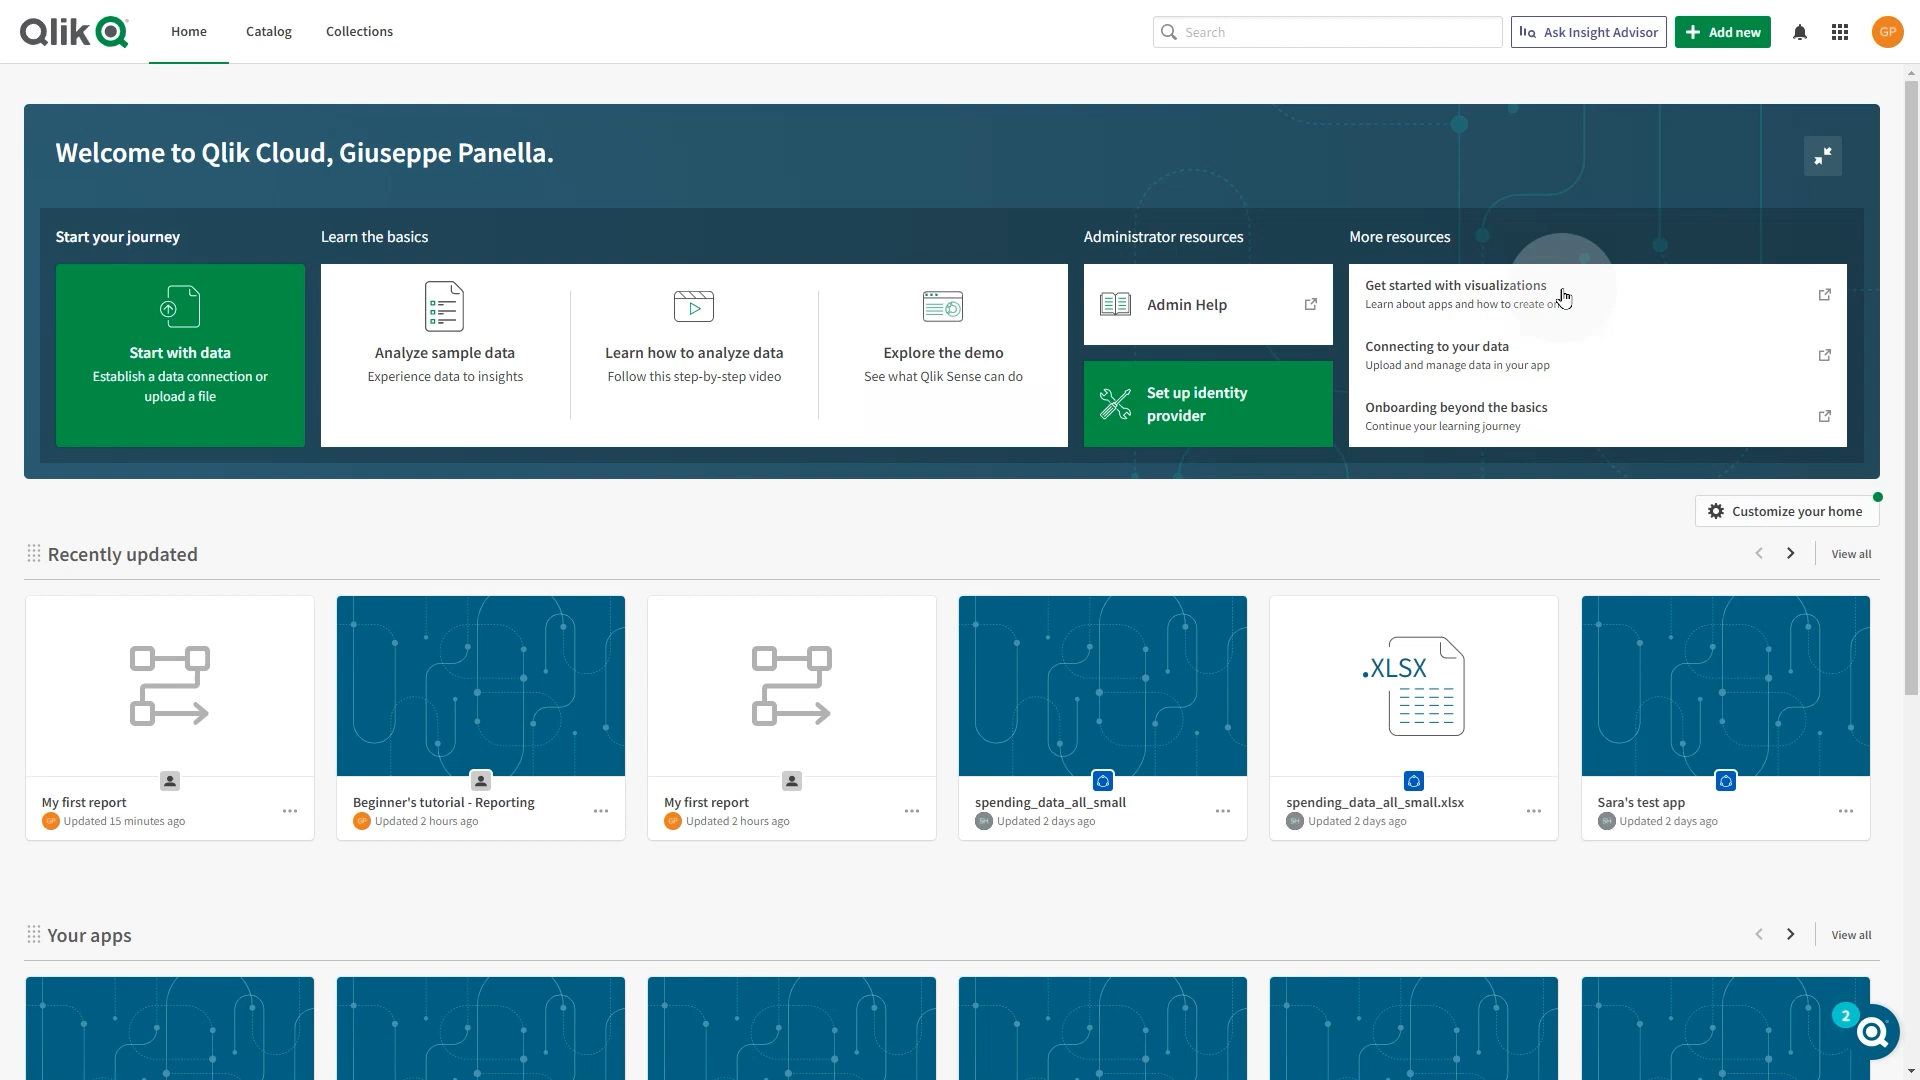 Qlik
Home
Catalog
Collections
Search
Ask Insight Advisor
Add new
GP
Welcome to Qlik Cloud, Giuseppe Panella.
Start your journey
Learn the basics
Administrator resources
More resources
Start with data
Establish a data connection or
upload a file
Analyze sample data
Experience data to insights
Learn how to analyze data
Follow this step-by-step video
Explore the demo
See what Qlik Sense can do
Admin Help
Set up identity
provider
Get started with visualizations
Learn about apps and how to create
Connecting to your data
Upload and manage data in your app
Onboarding beyond the basics
Continue your learning journey
Customize your home
Recently updated
View all
.XLSX
My first report
GP Updated 15 minutes ago
Beginner's tutorial - Reporting
GP Updated 2 hours ago
My first report
GP Updated 2 hours ago
spending_data_all_small
SH Updated 2 days ago
spending_data_all_small.xlsx
SH Updated 2 days ago
Sara's test app
SH Updated 2 days ago
Your apps
View all
2